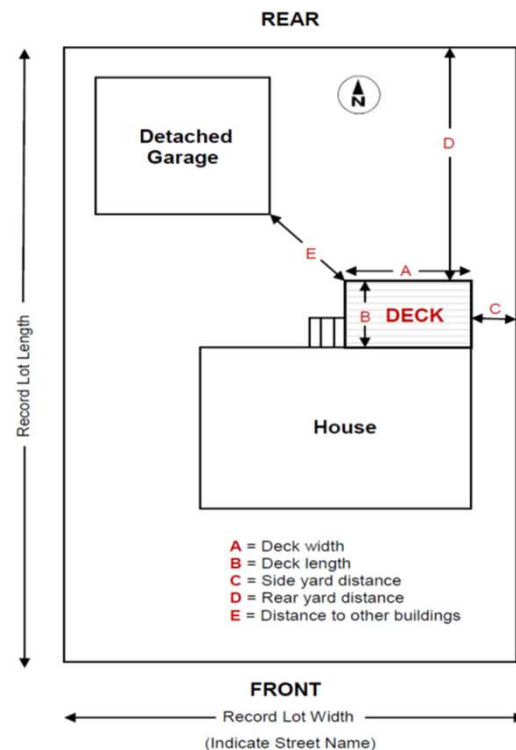 REAR
N
Detached
Garage
D
E
A
B
DECK
C
Record Lot Length
House
A = Deck width
B = Deck length
C = Side yard distance
D = Rear yard distance
E = Distance to other buildings
FRONT
Record Lot Width
(Indicate Street Name)